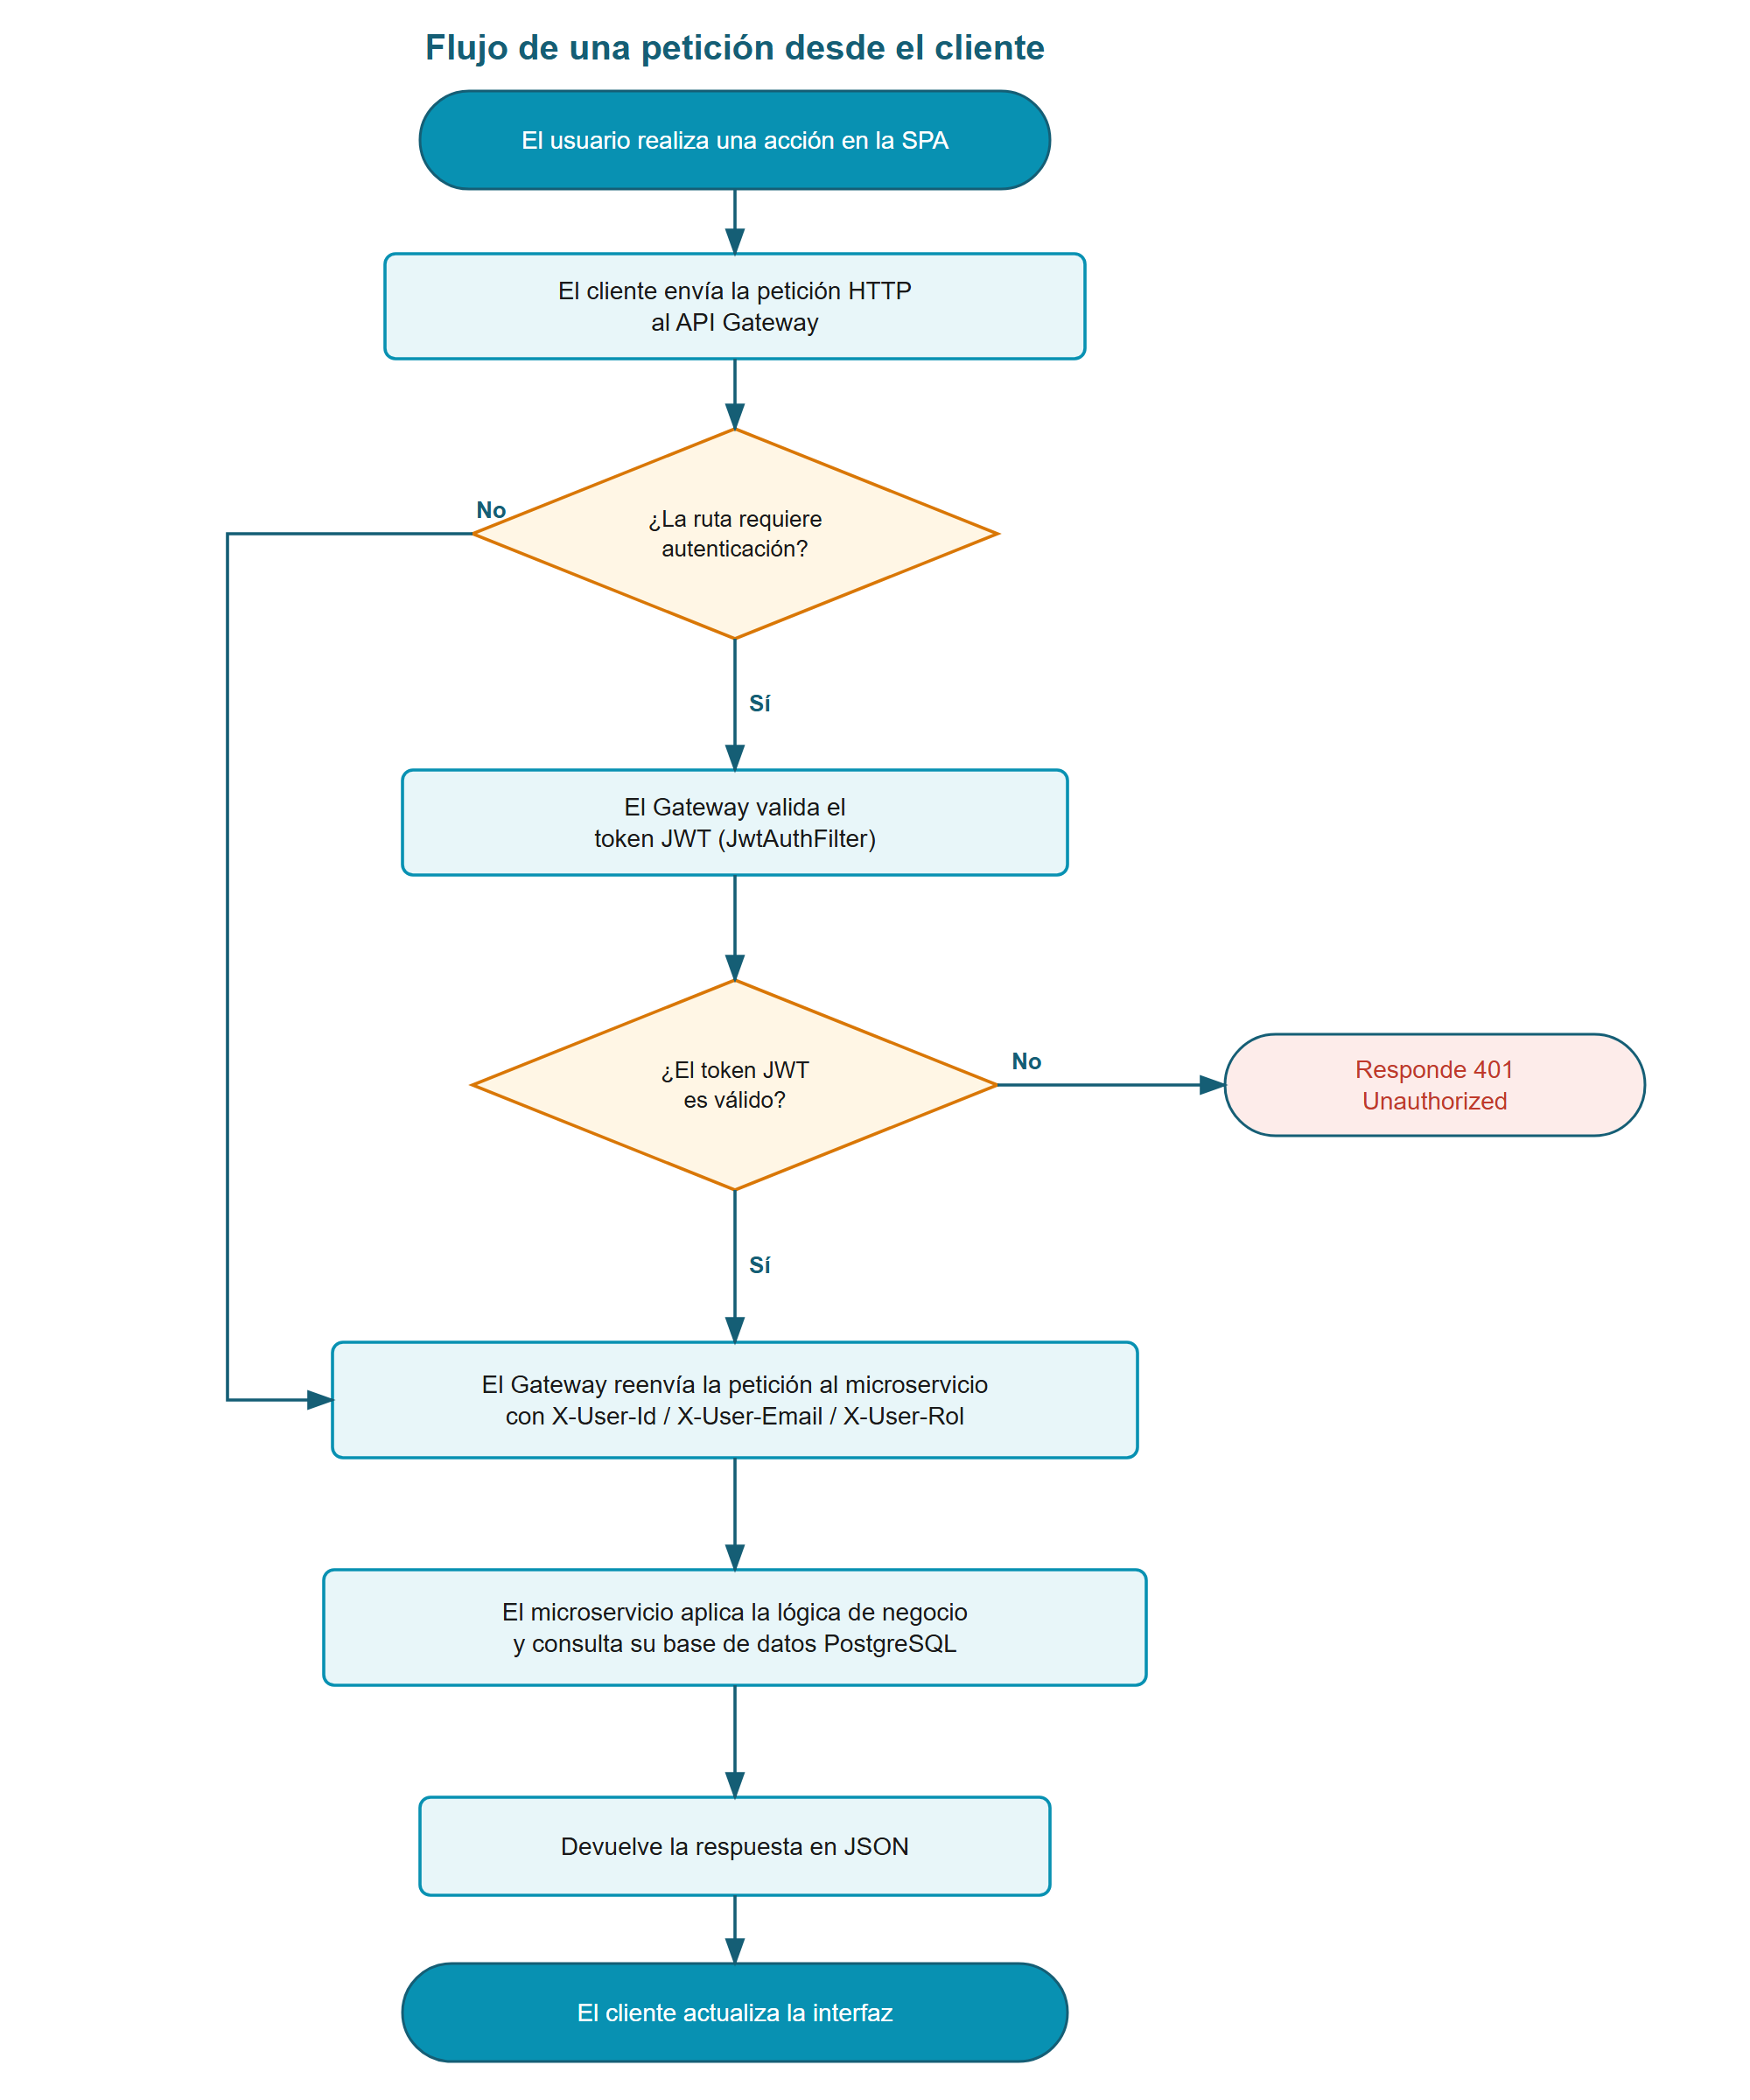 Flujo de una petición desde el cliente
El usuario realiza una acción en la SPA
El cliente envía la petición HTTP
al API Gateway
No
¿La ruta requiere
autenticación?
Sí
El Gateway valida el
token JWT (JwtAuthFilter)
¿El token JWT
es válido?
No
Responde 401
Unauthorized
Sí
El Gateway reenvía la petición al microservicio
con X-User-Id / X-User-Email / X-User-Rol
El microservicio aplica la lógica de negocio
y consulta su base de datos PostgreSQL
Devuelve la respuesta en JSON
El cliente actualiza la interfaz